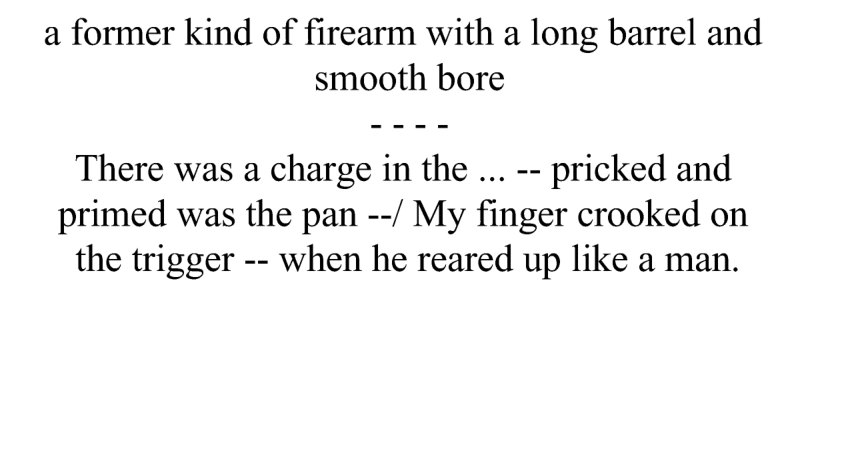 a former kind of firearm with a long barrel and
smooth bore
- - - -
There was a charge in the ... -- pricked and
primed was the pan --/ My finger crooked on
the trigger -- when he reared up like a man.